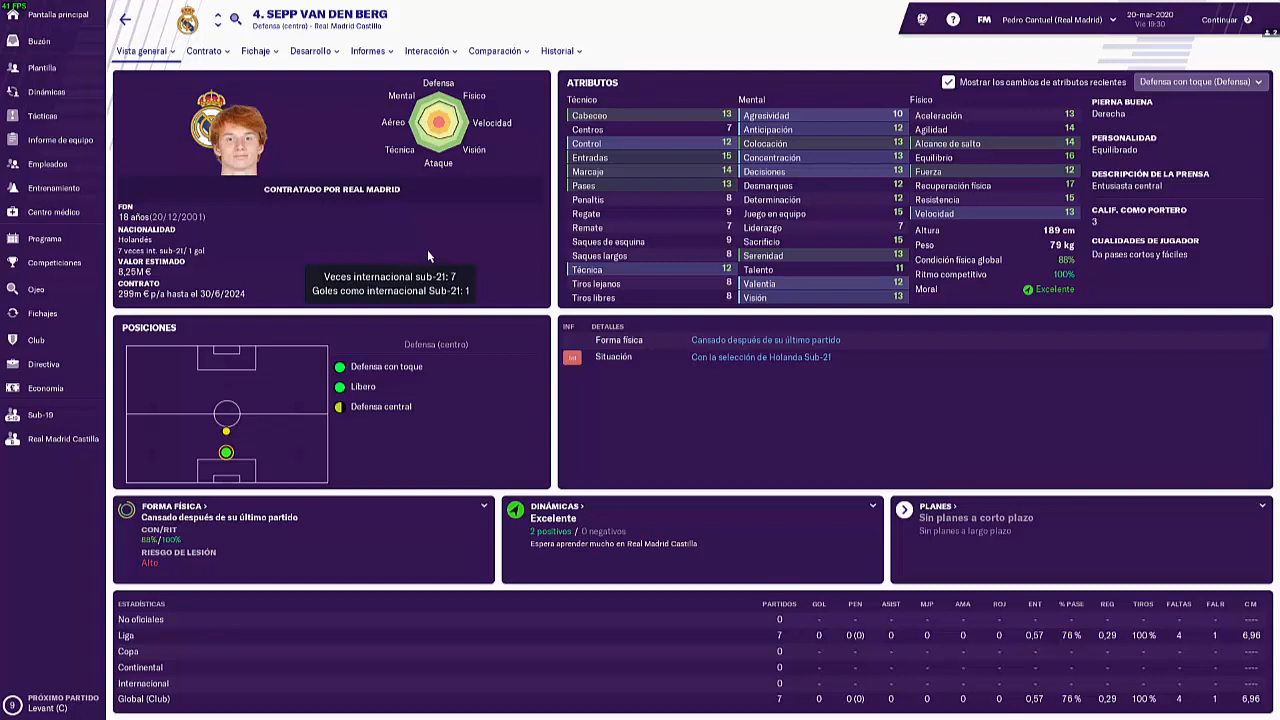 41 FPS
Pantalla principal
Buzón
Plantilla
Dinámicas
Tácticas
Informe de equipo
Empleados
Entrenamiento
Centro médico
Programa
Competiciones
Ojeo
Fichajes
Club
Directiva
Economía
Sub-19
Real Madrid Castilla
9 PRÓXIMO PARTIDO
Levant (C)
4. SEPP VAN DEN BERG
Defensa (centro) - Real Madrid Castilla
FM
Pedro Cantuel (Real Madrid)
20-mar-2020
Vie 19:30
Continuar
Vista general
Contrato
Fichaje
Desarrollo
Informes
Interacción
Comparación
Historial
Defensa
Mental
Físico
Aéreo
Velocidad
Técnica
Visión
Ataque
CONTRATADO POR REAL MADRID
FDN
18 años(20/12/2001)
NACIONALIDAD
Holandés
7 veces int. sub-21/ 1 gol
VALOR ESTIMADO
8,25M €
CONTRATO
299m € p/a hasta el 30/6/2024
Veces internacional sub-21: 7
Goles como internacional Sub-21: 1
ATRIBUTOS
Mostrar los cambios de atributos recientes
Defensa con toque (Defensa)
Técnico
Cabeceo 13
Centros 7
Control 12
Entradas 15
Marcaje 14
Pases 13
Penaltis 8
Regate 9
Remate 7
Saques de esquina 9
Saques largos 8
Técnica 12
Tiros lejanos 8
Tiros libres 8
Mental
Agresividad 10
Anticipación 12
Colocación 13
Concentración 13
Decisiones 13
Desmarques 12
Determinación 12
Juego en equipo 15
Liderazgo 7
Sacrificio 15
Serenidad 13
Talento 11
Valentía 12
Visión 13
Físico
Aceleración 13
Agilidad 14
Alcance de salto 14
Equilibrio 16
Fuerza 12
Recuperación física 17
Resistencia 15
Velocidad 13
Altura 189 cm
Peso 79 kg
Condición física global 88%
Ritmo competitivo 100%
Moral Excelente
PIERNA BUENA
Derecha
PERSONALIDAD
Equilibrado
DESCRIPCIÓN DE LA PRENSA
Entusiasta central
CALIF. COMO PORTERO
3
CUALIDADES DE JUGADOR
Da pases cortos y fáciles
POSICIONES
Defensa (centro)
Defensa con toque
Líbero
Defensa central
INF DETALLES
Forma física Cansado después de su último partido
Int Situación Con la selección de Holanda Sub-21
FORMA FÍSICA >
Cansado después de su último partido
CON/RIT
88%/100%
RIESGO DE LESIÓN
Alto
DINÁMICAS >
Excelente
2 positivos / 0 negativos
Espera aprender mucho en Real Madrid Castilla
PLANES >
Sin planes a corto plazo
Sin planes a largo plazo
ESTADÍSTICAS PARTIDOS GOL PEN ASIST MJP AMA ROJ ENT % PASE REG TIROS FALTAS FAL R C M
No oficiales 0 - - - - - - - - - - - - ----
Liga 7 0 0 (0) 0 0 0 0 0,57 76 % 0,29 100 % 4 1 6,96
Copa 0 - - - - - - - - - - - - ----
Continental 0 - - - - - - - - - - - - ----
Internacional 0 - - - - - - - - - - - - ----
Global (Club) 7 0 0 (0) 0 0 0 0 0,57 76 % 0,29 100 % 4 1 6,96